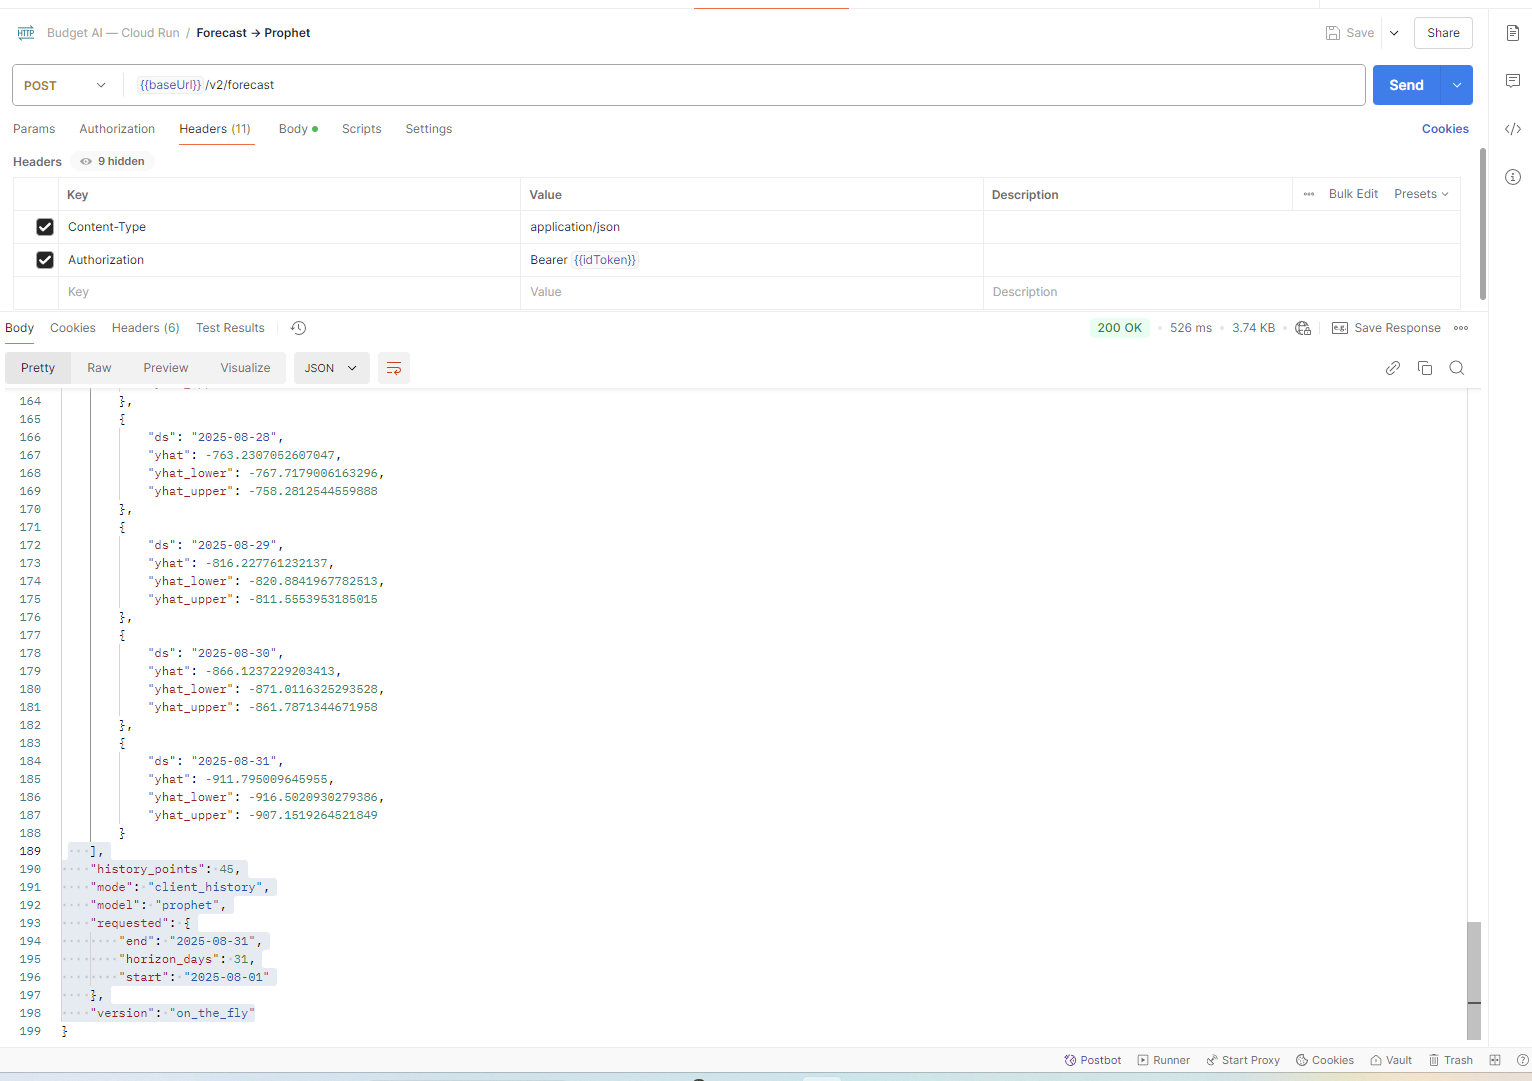 HTTP Budget AI — Cloud Run / Forecast → Prophet Save Share
POST {{baseUrl}} /v2/forecast Send
Params Authorization Headers (11) Body Scripts Settings Cookies
Headers 9 hidden
Key Value Description Bulk Edit Presets
Content-Type application/json
Authorization Bearer {{idToken}}
Key Value Description
Body Cookies Headers (6) Test Results 200 OK 526 ms 3.74 KB e.g. Save Response
Pretty Raw Preview Visualize JSON
164 },
165 {
166 "ds": "2025-08-28",
167 "yhat": -763.2307052607047,
168 "yhat_lower": -767.7179006163296,
169 "yhat_upper": -758.2812544559888
170 },
171 {
172 "ds": "2025-08-29",
173 "yhat": -816.227761232137,
174 "yhat_lower": -820.8841967782513,
175 "yhat_upper": -811.5553953185015
176 },
177 {
178 "ds": "2025-08-30",
179 "yhat": -866.1237229203413,
180 "yhat_lower": -871.0116325293528,
181 "yhat_upper": -861.7871344671958
182 },
183 {
184 "ds": "2025-08-31",
185 "yhat": -911.795009645955,
186 "yhat_lower": -916.5020930279386,
187 "yhat_upper": -907.1519264521849
188 }
189 ],
190 "history_points": 45,
191 "mode": "client_history",
192 "model": "prophet",
193 "requested": {
194 "end": "2025-08-31",
195 "horizon_days": 31,
196 "start": "2025-08-01"
197 },
198 "version": "on_the_fly"
199 }
Postbot Runner Start Proxy Cookies Vault Trash